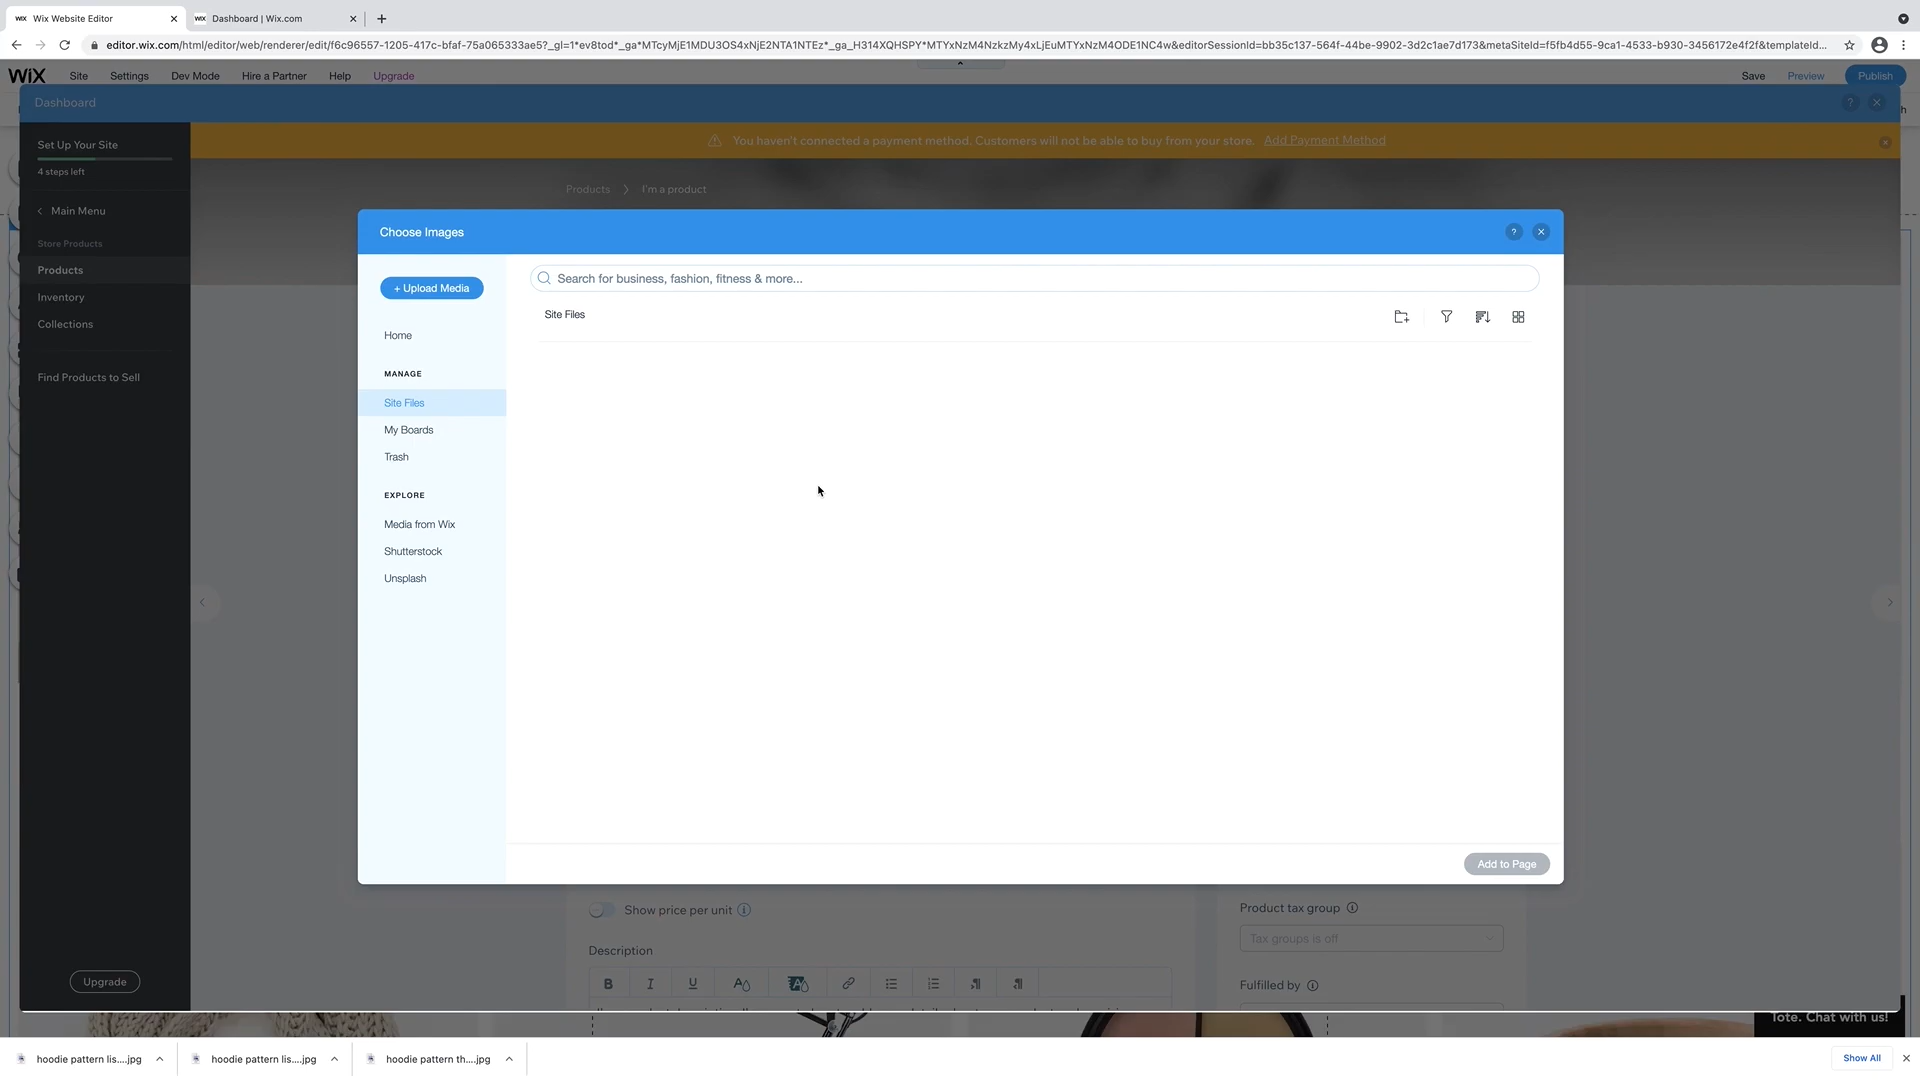 WIX Wix Website Editor
WIX Dashboard | Wix.com
editor.wix.com/html/editor/web/renderer/edit/f6c96557-1205-417c-bfaf-75a065333ae5?_gl=1*ev8tod*_ga*MTcyMjE1MDU3OS4xNjE2NTA1NTEz*_ga_H314XQHSPY*MTYxNzM4NzkzMy4xLjEuMTYxNzM4ODE1NC4w&editorSessionId=bb35c137-564f-44be-9902-3d2c1ae7d173&metaSiteId=f5fb4d55-9ca1-4533-b930-3456172e4f2f&templateId...
WIX Site Settings Dev Mode Hire a Partner Help Upgrade Save Preview Publish
Dashboard
Set Up Your Site
4 steps left
Main Menu
Store Products
Products
Inventory
Collections
Find Products to Sell
Upgrade
You haven't connected a payment method. Customers will not be able to buy from your store. Add Payment Method
Products > I'm a product
Choose Images
+ Upload Media
Home
MANAGE
Site Files
My Boards
Trash
EXPLORE
Media from Wix
Shutterstock
Unsplash
Search for business, fashion, fitness & more...
Site Files
Add to Page
Show price per unit
Description
B I U
Product tax group
Tax groups is off
Fulfilled by
Tote. Chat with us!
hoodie pattern lis....jpg
hoodie pattern lis....jpg
hoodie pattern th....jpg
Show All